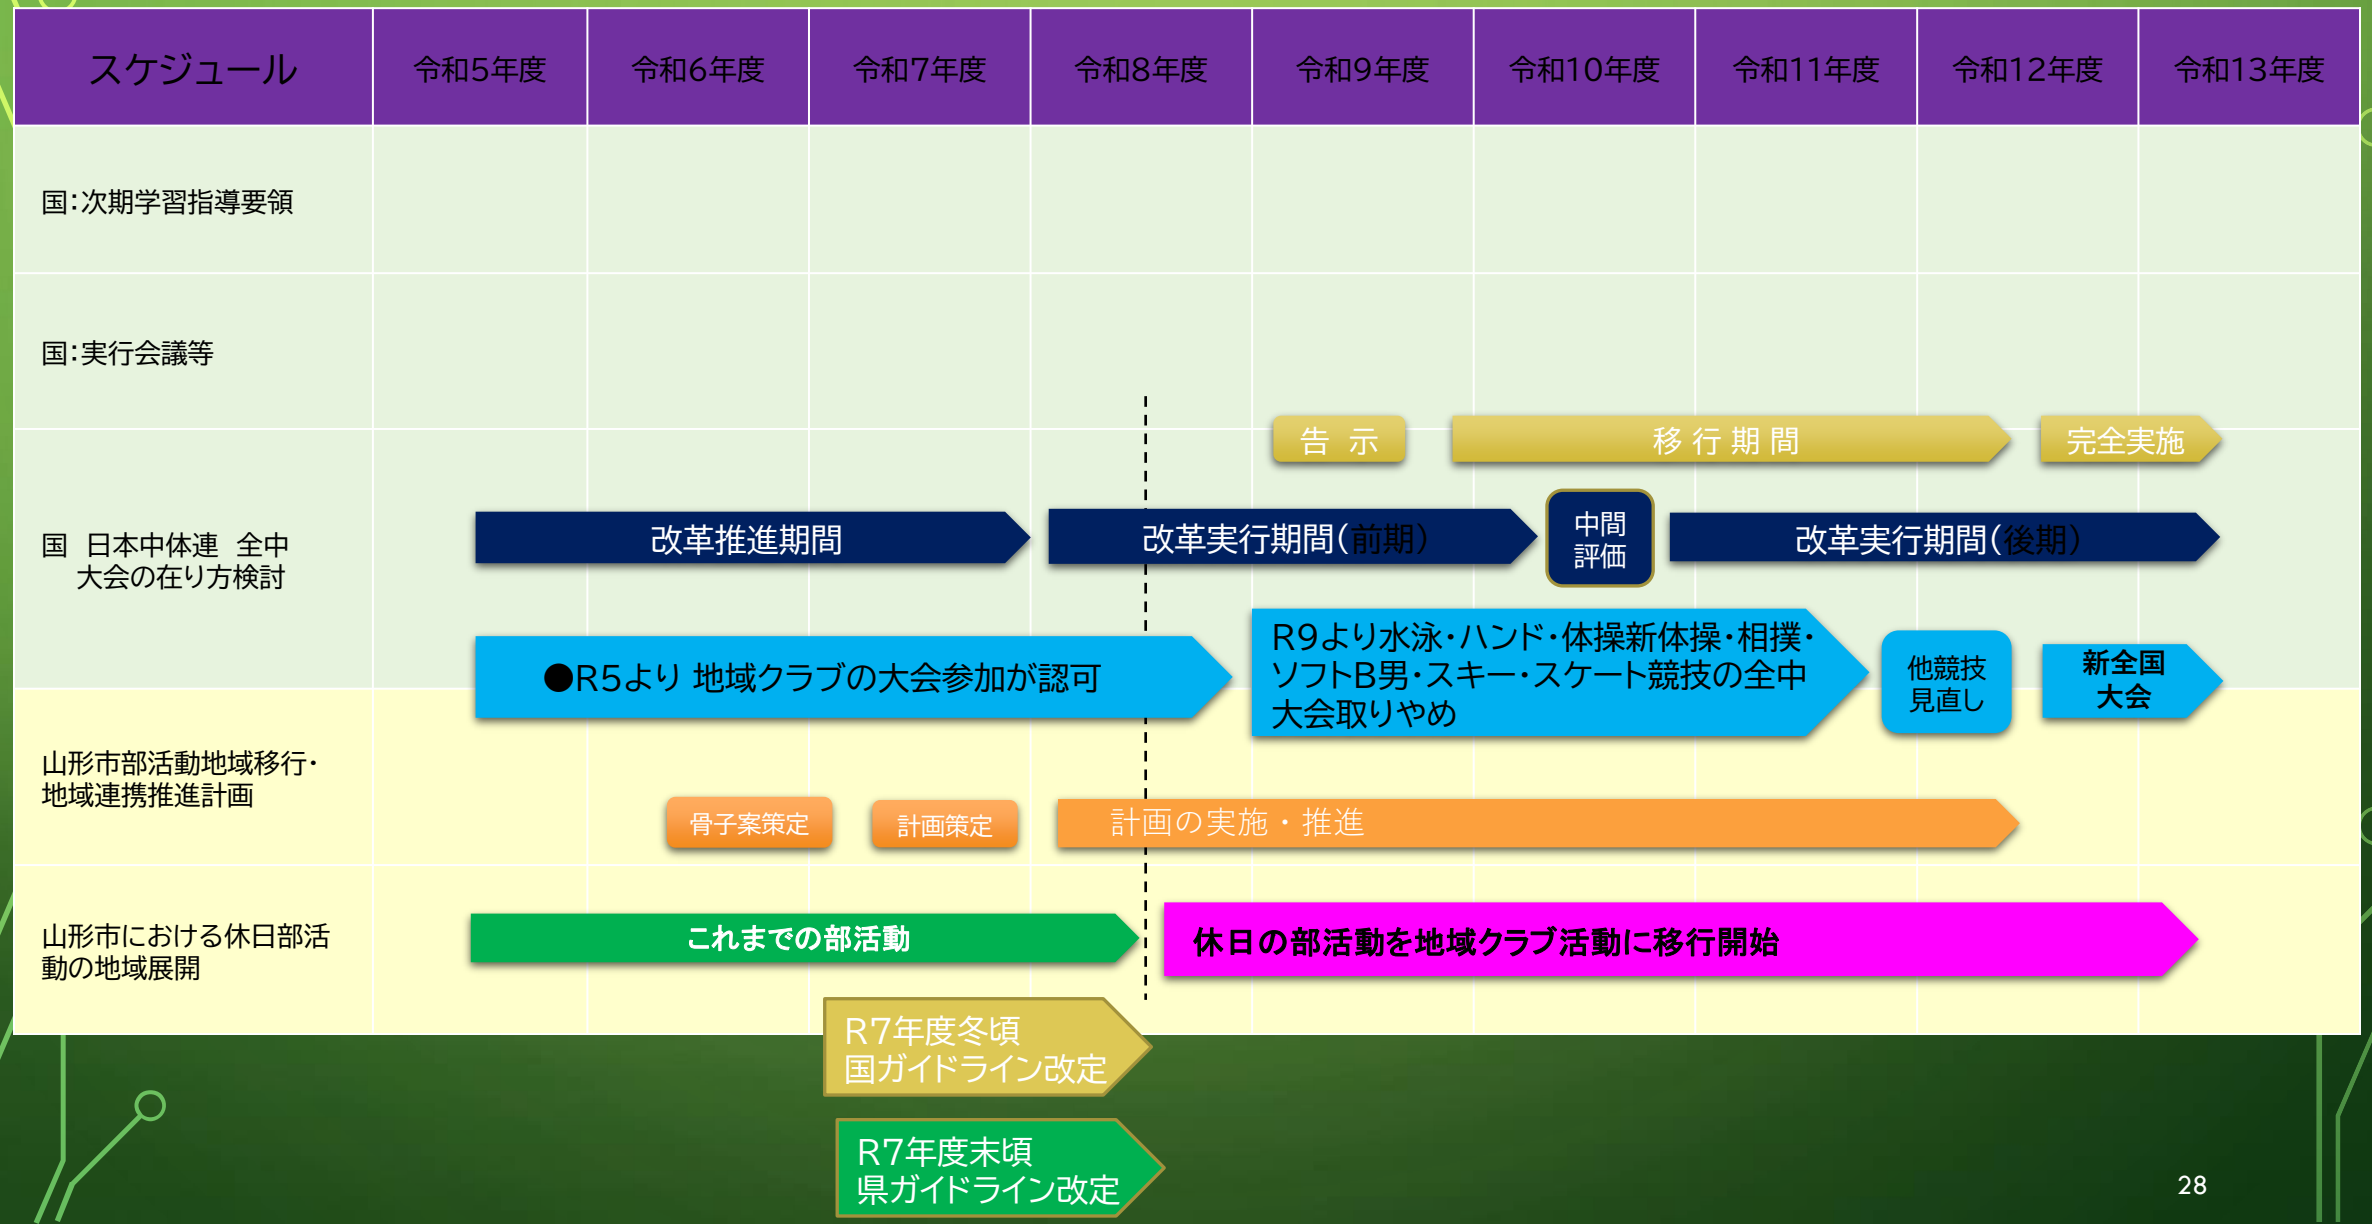 スケジュール
令和5年度
令和6年度
令和7年度
令和8年度
令和9年度
令和10年度
令和11年度
令和12年度
令和13年度
国：次期学習指導要領
国：実行会議等
告　示
移 行 期 間
完全実施
国　日本中体連　全中
大会の在り方検討
改革推進期間
改革実行期間（前期）
中間
評価
改革実行期間（後期）
●R5より 地域クラブの大会参加が認可
R9より水泳・ハンド・体操新体操・相撲・
ソフトB男・スキー・スケート競技の全中
大会取りやめ
他競技
見直し
新全国
大会
山形市部活動地域移行・
地域連携推進計画
骨子案策定
計画策定
計画の実施・推進
山形市における休日部活
動の地域展開
これまでの部活動
休日の部活動を地域クラブ活動に移行開始
R7年度冬頃
国ガイドライン改定
R7年度末頃
県ガイドライン改定
28